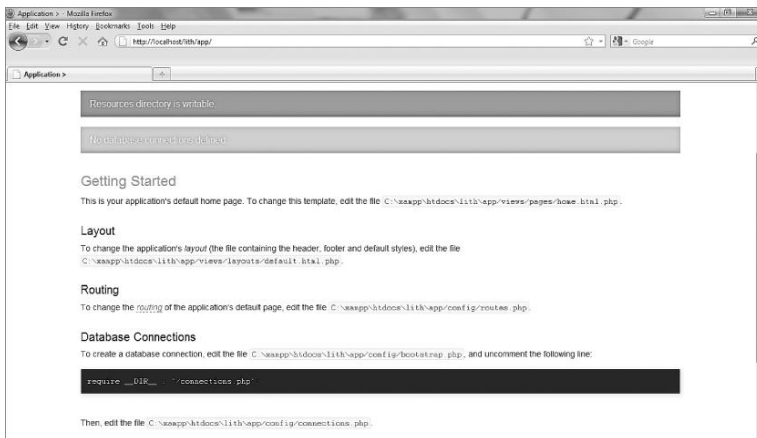 Application > - Mozilla Firefox
File Edit View History Bookmarks Tools Help
http://localhost/lith/app/
Google
Application >
Resources directory is writable.
No database connections defined.
Getting Started
This is your application's default home page. To change this template, edit the file C:\xampp\htdocs\lith\app/views/pages/home.html.php.
Layout
To change the application's layout (the file containing the header, footer and default styles), edit the file
C:\xampp\htdocs\lith\app/views/layouts/default.html.php.
Routing
To change the routing of the application's default page, edit the file C:\xampp\htdocs\lith\app/config/routes.php.
Database Connections
To create a database connection, edit the file C:\xampp\htdocs\lith\app/config/bootstrap.php, and uncomment the following line:
require __DIR__ . '/connections.php'
Then, edit the file C:\xampp\htdocs\lith\app/config/connections.php.